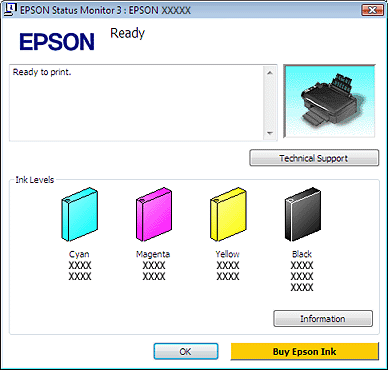 EPSON Status Monitor 3 : EPSON XXXXX
EPSON
Ready
Ready to print.
Technical Support
Ink Levels
Cyan Magenta Yellow Black
XXXX XXXX XXXX XXXX
XXXX XXXX XXXX XXXX
XXXX
Information
OK Buy Epson Ink